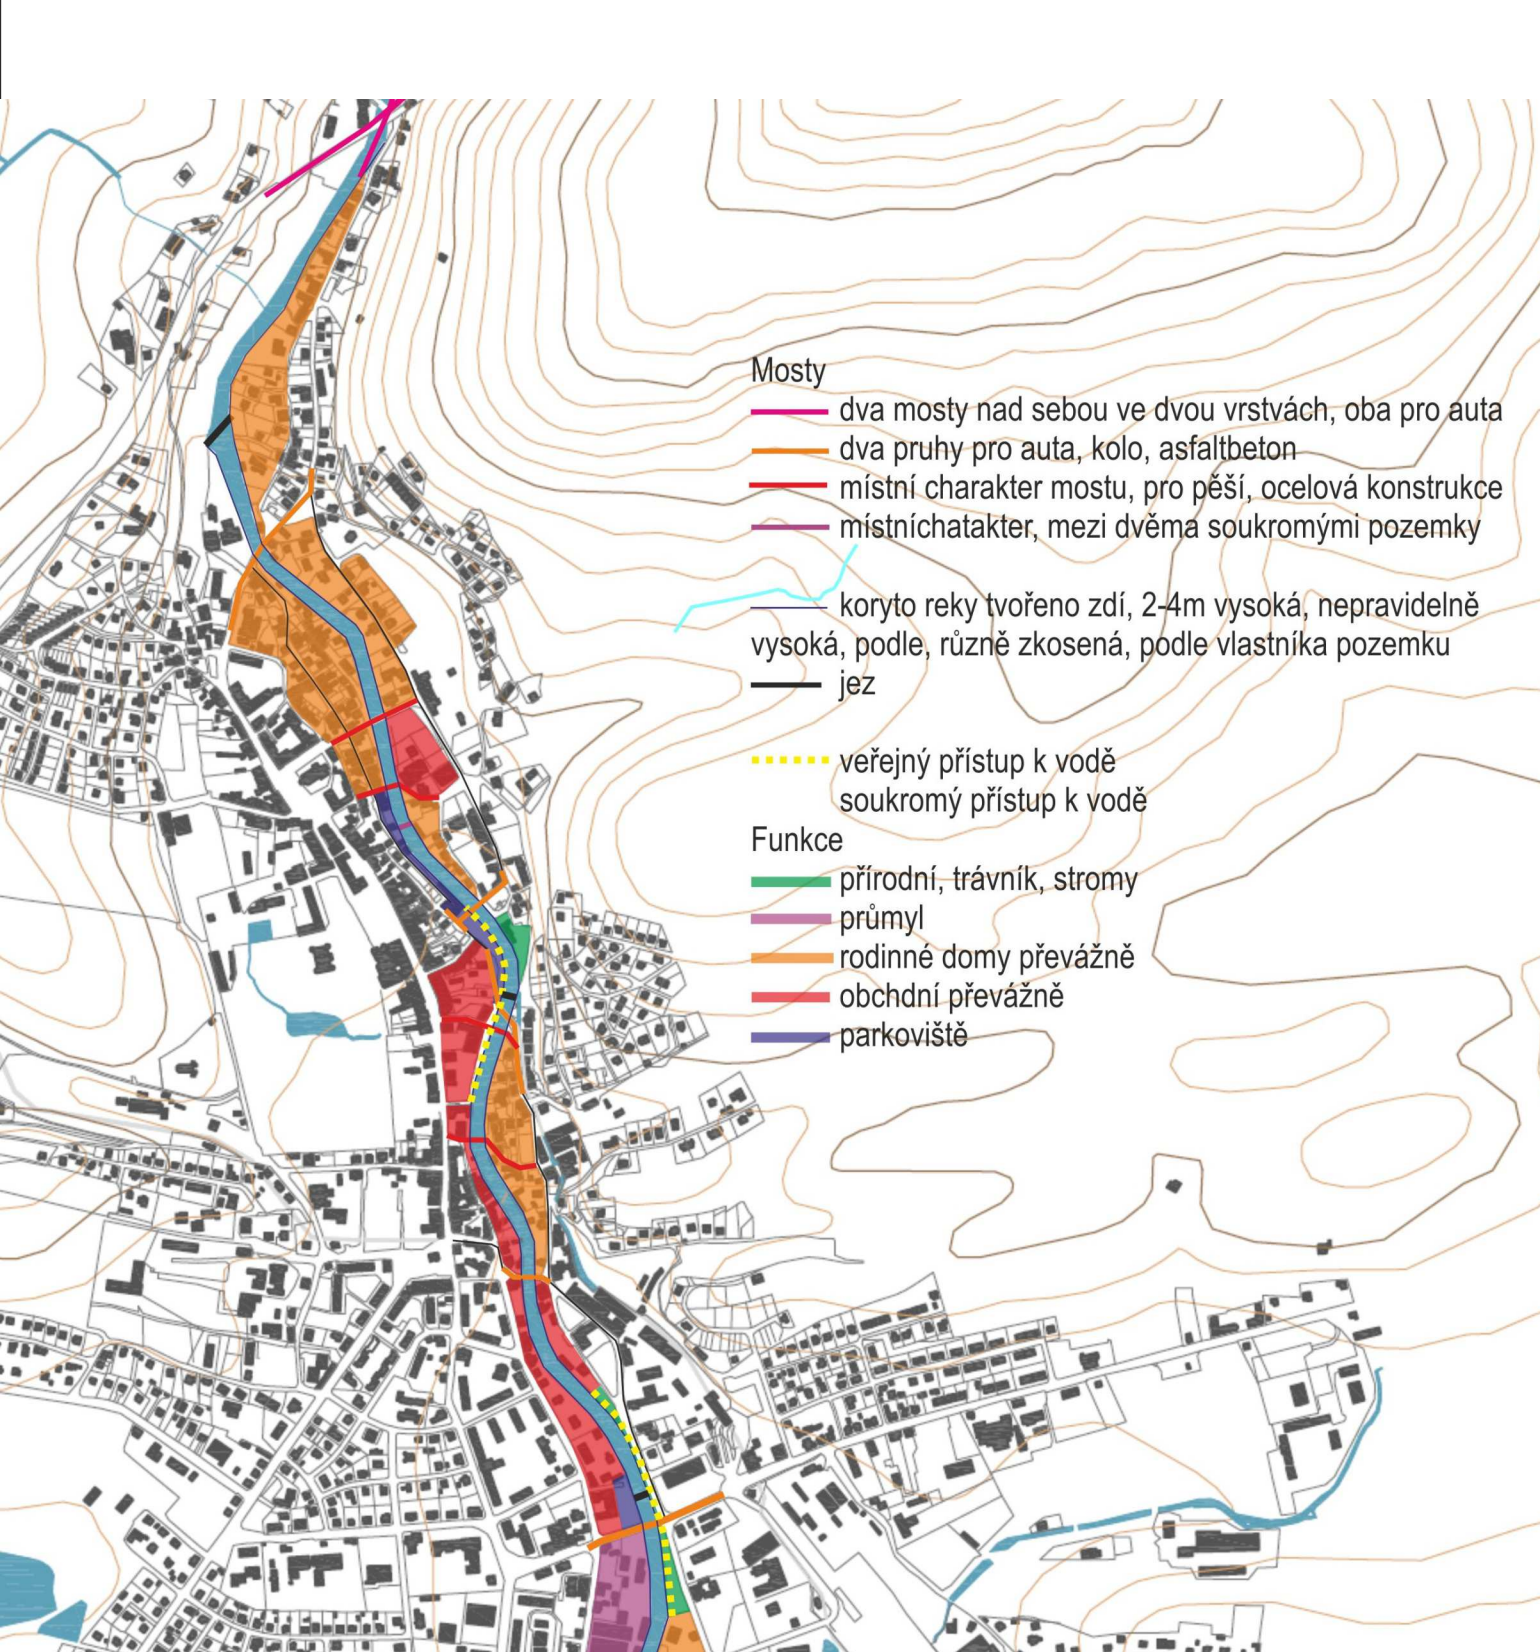 Mosty
dva mosty nad sebou ve dvou vrstvách, oba pro auta
dva pruhy pro auta, kolo, asfaltbeton
místní charakter mostu, pro pěší, ocelová konstrukce
místníchatakter, mezi dvěma soukromými pozemky
koryto reky tvořeno zdí, 2-4m vysoká, nepravidelně
vysoká, podle, různě zkosená, podle vlastníka pozemku
jez
veřejný přístup k vodě
soukromý přístup k vodě
Funkce
přírodní, trávník, stromy
průmyl
rodinné domy převážně
obchdní převážně
parkoviště